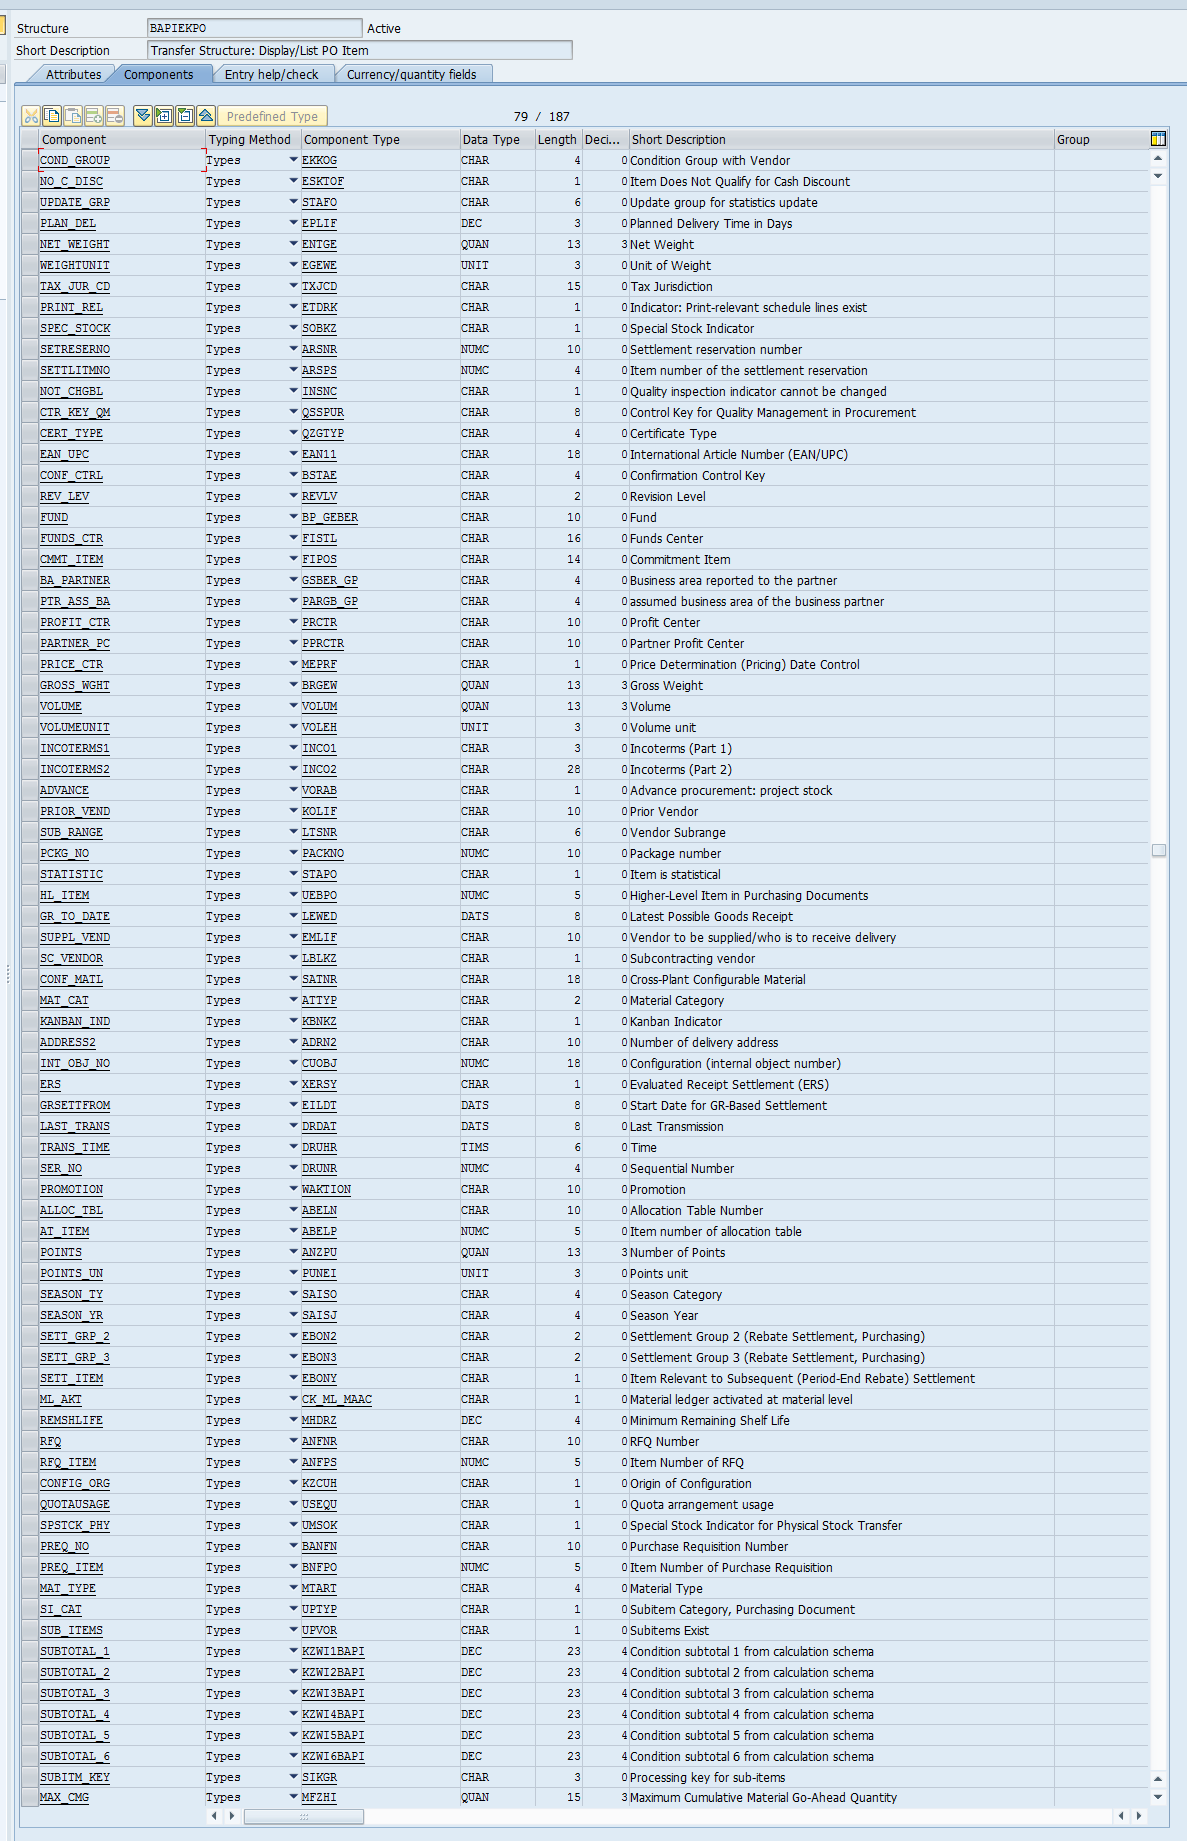 Structure BAPIEKPO Active
Short Description Transfer Structure: Display/List PO Item
Attributes Components Entry help/check Currency/quantity fields
Predefined Type 79 / 187
Component Typing Method Component Type Data Type Length Deci... Short Description Group
COND_GROUP Types EKKOG CHAR 4 0 Condition Group with Vendor
NO_C_DISC Types ESKTOF CHAR 1 0 Item Does Not Qualify for Cash Discount
UPDATE_GRP Types STAFO CHAR 6 0 Update group for statistics update
PLAN_DEL Types EPLIF DEC 3 0 Planned Delivery Time in Days
NET_WEIGHT Types ENTGE QUAN 13 3 Net Weight
WEIGHTUNIT Types EGEWE UNIT 3 0 Unit of Weight
TAX_JUR_CD Types TXJCD CHAR 15 0 Tax Jurisdiction
PRINT_REL Types ETDRK CHAR 1 0 Indicator: Print-relevant schedule lines exist
SPEC_STOCK Types SOBKZ CHAR 1 0 Special Stock Indicator
SETRESERNO Types ARSNR NUMC 10 0 Settlement reservation number
SETTLITMNO Types ARSPS NUMC 4 0 Item number of the settlement reservation
NOT_CHGBL Types INSNC CHAR 1 0 Quality inspection indicator cannot be changed
CTR_KEY_QM Types QSSPUR CHAR 8 0 Control Key for Quality Management in Procurement
CERT_TYPE Types QZGTYP CHAR 4 0 Certificate Type
EAN_UPC Types EAN11 CHAR 18 0 International Article Number (EAN/UPC)
CONF_CTRL Types BSTAE CHAR 4 0 Confirmation Control Key
REV_LEV Types REVLV CHAR 2 0 Revision Level
FUND Types BP_GEBER CHAR 10 0 Fund
FUNDS_CTR Types FISTL CHAR 16 0 Funds Center
CMMT_ITEM Types FIPOS CHAR 14 0 Commitment Item
BA_PARTNER Types GSBER_GP CHAR 4 0 Business area reported to the partner
PTR_ASS_BA Types PARGB_GP CHAR 4 0 assumed business area of the business partner
PROFIT_CTR Types PRCTR CHAR 10 0 Profit Center
PARTNER_PC Types PPRCTR CHAR 10 0 Partner Profit Center
PRICE_CTR Types MEPRF CHAR 1 0 Price Determination (Pricing) Date Control
GROSS_WGHT Types BRGEW QUAN 13 3 Gross Weight
VOLUME Types VOLUM QUAN 13 3 Volume
VOLUMEUNIT Types VOLEH UNIT 3 0 Volume unit
INCOTERMS1 Types INCO1 CHAR 3 0 Incoterms (Part 1)
INCOTERMS2 Types INCO2 CHAR 28 0 Incoterms (Part 2)
ADVANCE Types VORAB CHAR 1 0 Advance procurement: project stock
PRIOR_VEND Types KOLIF CHAR 10 0 Prior Vendor
SUB_RANGE Types LTSNR CHAR 6 0 Vendor Subrange
PCKG_NO Types PACKNO NUMC 10 0 Package number
STATISTIC Types STAPO CHAR 1 0 Item is statistical
HL_ITEM Types UEBPO NUMC 5 0 Higher-Level Item in Purchasing Documents
GR_TO_DATE Types LEWED DATS 8 0 Latest Possible Goods Receipt
SUPPL_VEND Types EMLIF CHAR 10 0 Vendor to be supplied/who is to receive delivery
SC_VENDOR Types LBLKZ CHAR 1 0 Subcontracting vendor
CONF_MATL Types SATNR CHAR 18 0 Cross-Plant Configurable Material
MAT_CAT Types ATTYP CHAR 2 0 Material Category
KANBAN_IND Types KBNKZ CHAR 1 0 Kanban Indicator
ADDRESS2 Types ADRN2 CHAR 10 0 Number of delivery address
INT_OBJ_NO Types CUOBJ NUMC 18 0 Configuration (internal object number)
ERS Types XERSY CHAR 1 0 Evaluated Receipt Settlement (ERS)
GRSETTFROM Types EILDT DATS 8 0 Start Date for GR-Based Settlement
LAST_TRANS Types DRDAT DATS 8 0 Last Transmission
TRANS_TIME Types DRUHR TIMS 6 0 Time
SER_NO Types DRUNR NUMC 4 0 Sequential Number
PROMOTION Types WAKTION CHAR 10 0 Promotion
ALLOC_TBL Types ABELN CHAR 10 0 Allocation Table Number
AT_ITEM Types ABELP NUMC 5 0 Item number of allocation table
POINTS Types ANZPU QUAN 13 3 Number of Points
POINTS_UN Types PUNEI UNIT 3 0 Points unit
SEASON_TY Types SAISO CHAR 4 0 Season Category
SEASON_YR Types SAISJ CHAR 4 0 Season Year
SETT_GRP_2 Types EBON2 CHAR 2 0 Settlement Group 2 (Rebate Settlement, Purchasing)
SETT_GRP_3 Types EBON3 CHAR 2 0 Settlement Group 3 (Rebate Settlement, Purchasing)
SETT_ITEM Types EBONY CHAR 1 0 Item Relevant to Subsequent (Period-End Rebate) Settlement
ML_AKT Types CK_ML_MAAC CHAR 1 0 Material ledger activated at material level
REMSHLIFE Types MHDRZ DEC 4 0 Minimum Remaining Shelf Life
RFQ Types ANFNR CHAR 10 0 RFQ Number
RFQ_ITEM Types ANFPS NUMC 5 0 Item Number of RFQ
CONFIG_ORG Types KZCUH CHAR 1 0 Origin of Configuration
QUOTAUSAGE Types USEQU CHAR 1 0 Quota arrangement usage
SPSTCK_PHY Types UMSOK CHAR 1 0 Special Stock Indicator for Physical Stock Transfer
PREQ_NO Types BANFN CHAR 10 0 Purchase Requisition Number
PREQ_ITEM Types BNFPO NUMC 5 0 Item Number of Purchase Requisition
MAT_TYPE Types MTART CHAR 4 0 Material Type
SI_CAT Types UPTYP CHAR 1 0 Subitem Category, Purchasing Document
SUB_ITEMS Types UPVOR CHAR 1 0 Subitems Exist
SUBTOTAL_1 Types KZWI1BAPI DEC 23 4 Condition subtotal 1 from calculation schema
SUBTOTAL_2 Types KZWI2BAPI DEC 23 4 Condition subtotal 2 from calculation schema
SUBTOTAL_3 Types KZWI3BAPI DEC 23 4 Condition subtotal 3 from calculation schema
SUBTOTAL_4 Types KZWI4BAPI DEC 23 4 Condition subtotal 4 from calculation schema
SUBTOTAL_5 Types KZWI5BAPI DEC 23 4 Condition subtotal 5 from calculation schema
SUBTOTAL_6 Types KZWI6BAPI DEC 23 4 Condition subtotal 6 from calculation schema
SUBITM_KEY Types SIKGR CHAR 3 0 Processing key for sub-items
MAX_CMG Types MFZHI QUAN 15 3 Maximum Cumulative Material Go-Ahead Quantity